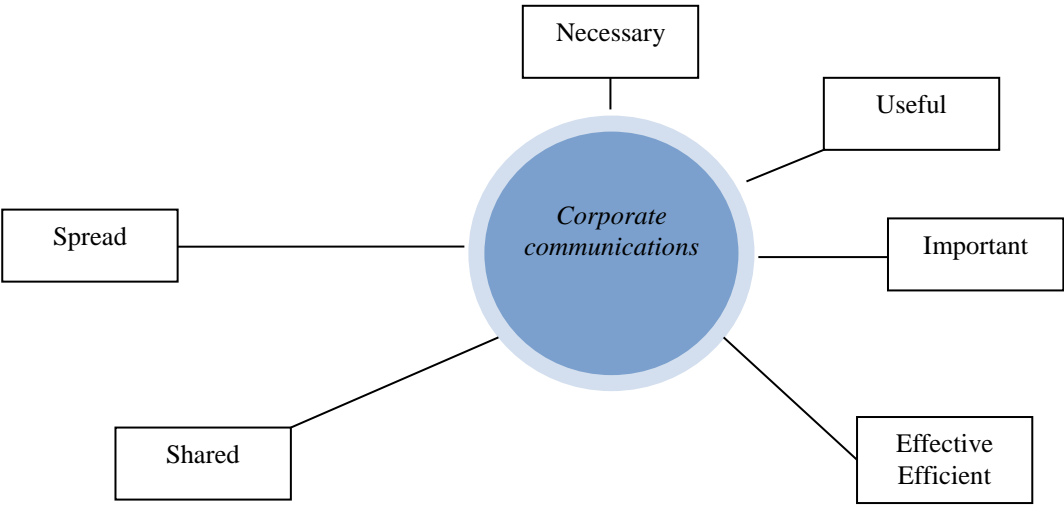 Necessary
Useful
Corporate
communications
Spread
Important
Shared
Effective
Efficient